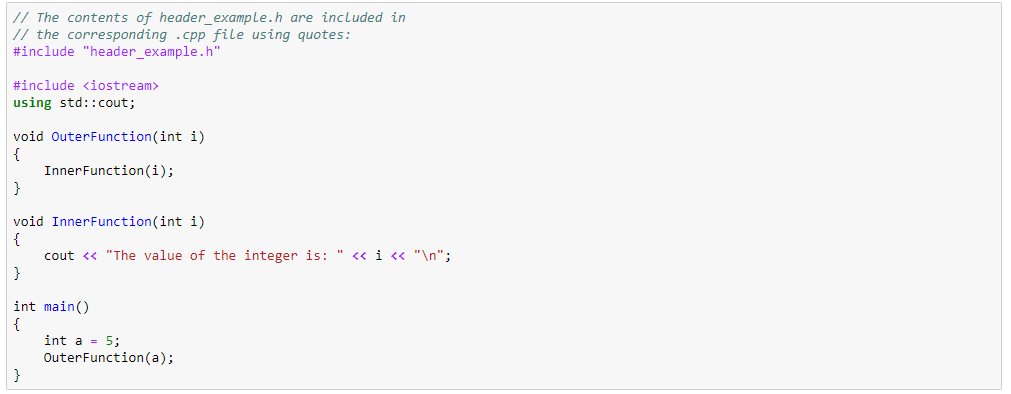 // The contents of header_example.h are included in
// the corresponding .cpp file using quotes:
#include "header_example.h"

#include <iostream>
using std::cout;

void OuterFunction(int i)
{
    InnerFunction(i);
}

void InnerFunction(int i)
{
    cout << "The value of the integer is: " << i << "\n";
}

int main()
{
    int a = 5;
    OuterFunction(a);
}